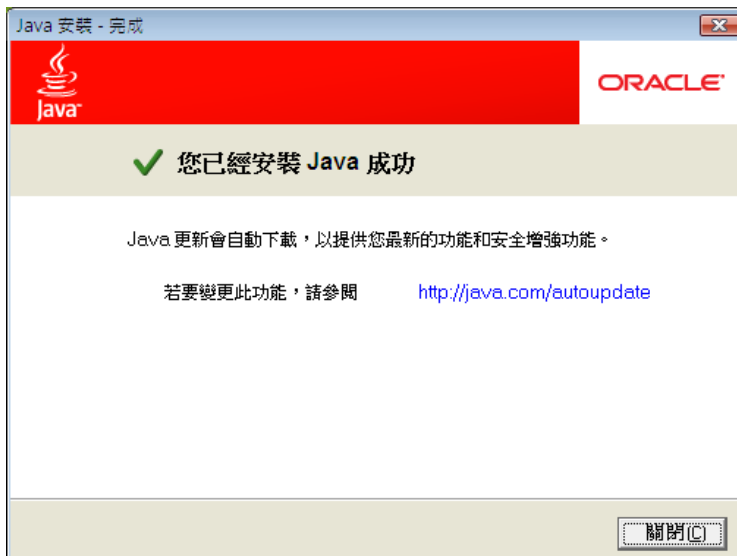 Java 安裝 - 完成
Java™
ORACLE®
您已經安裝 Java 成功
Java 更新會自動下載，以提供您最新的功能和安全增強功能。
若要變更此功能，請參閱 http://java.com/autoupdate
關閉(C)